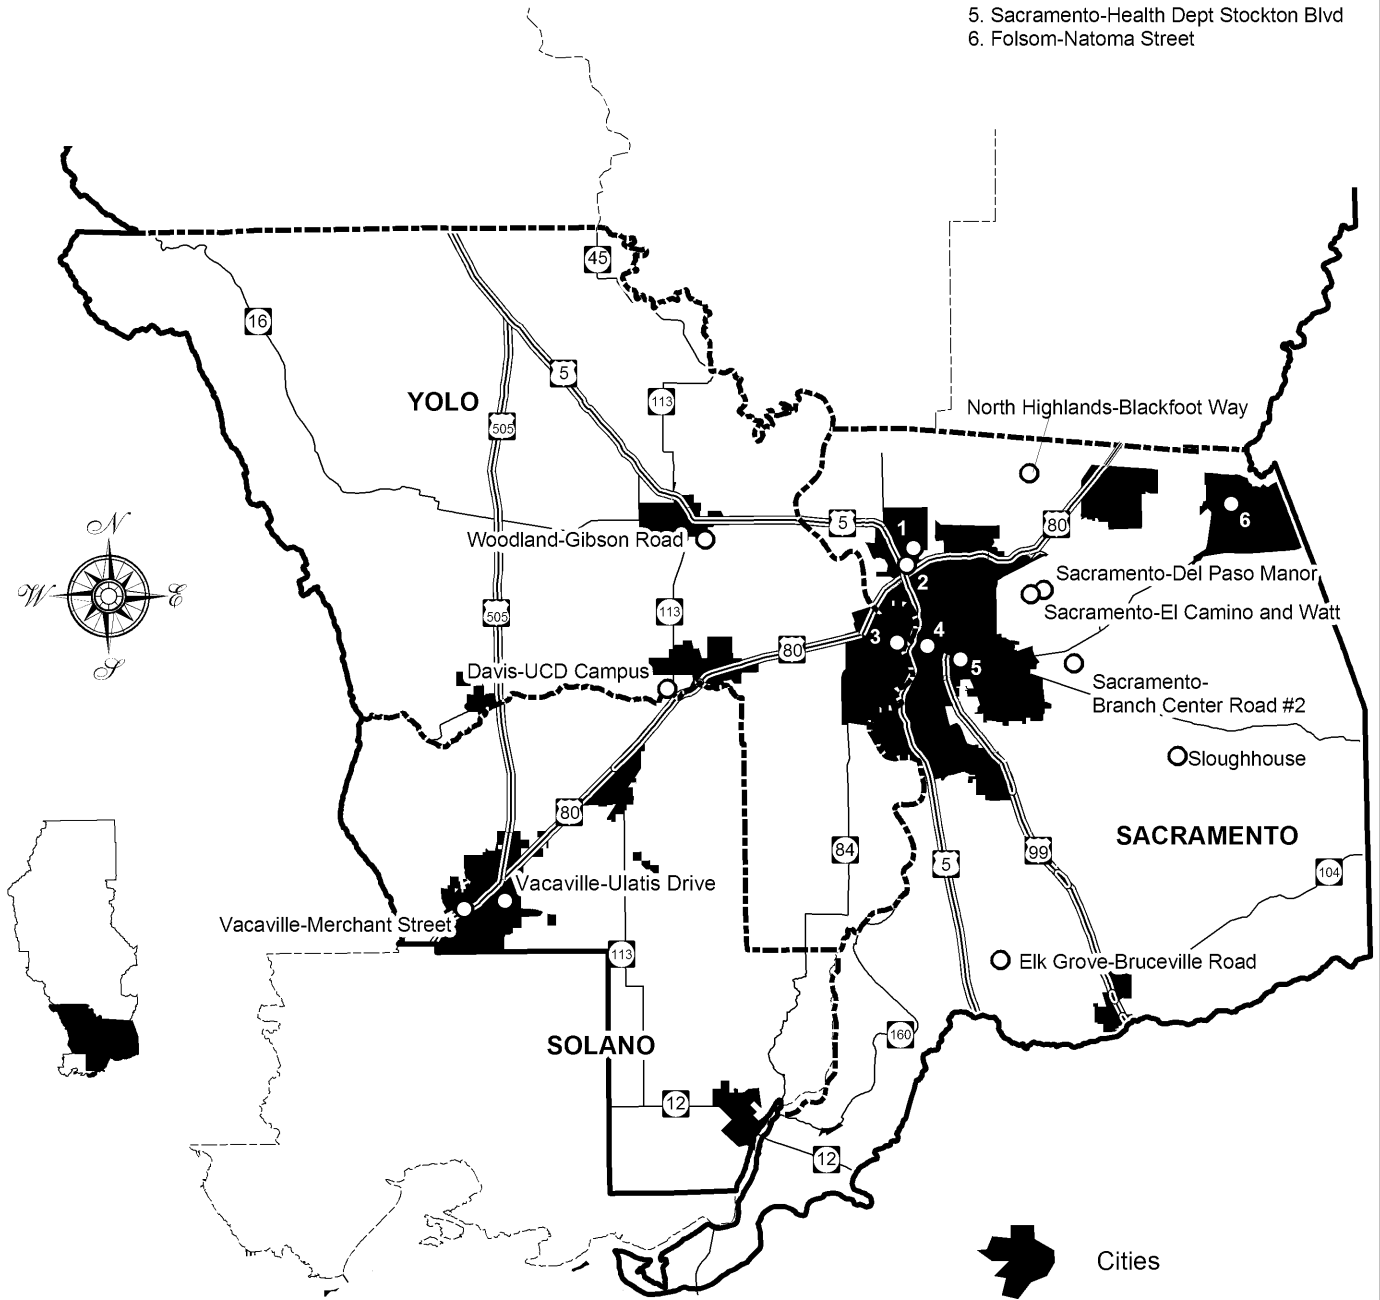 5. Sacramento-Health Dept Stockton Blvd
6. Folsom-Natoma Street
45
16
5
113
YOLO
505
North Highlands-Blackfoot Way
80
5
1
6
Woodland-Gibson Road
2
Sacramento-Del Paso Manor
N
W
E
S
505
113
Sacramento-El Camino and Watt
3
4
5
80
Davis-UCD Campus
Sacramento-
Branch Center Road #2
Sloughhouse
80
SACRAMENTO
84
5
99
104
Vacaville-Ulatis Drive
Vacaville-Merchant Street
113
Elk Grove-Bruceville Road
160
SOLANO
12
12
Cities